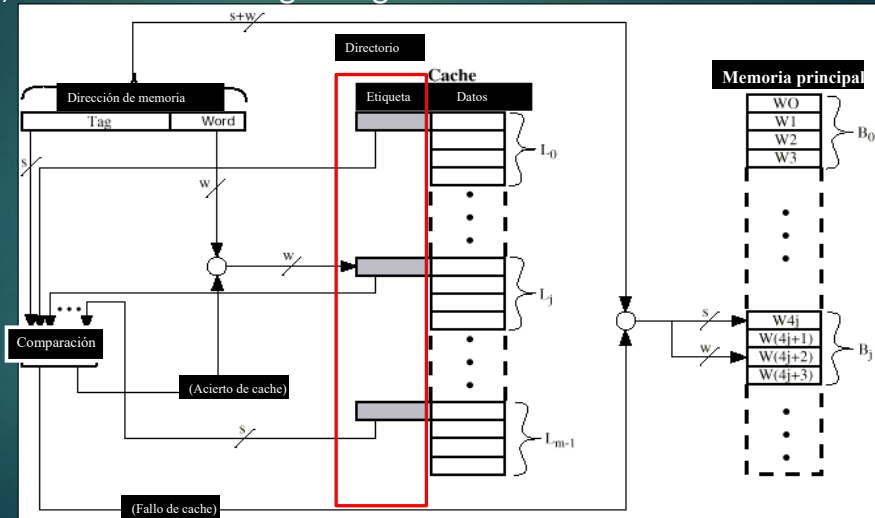 s+w
Directorio
Cache
Memoria principal
Dirección de memoria
Etiqueta
Datos
Tag
Word
W0
W1
W2
W3
B0
L0
s
w
w
Lj
Comparación
(Acierto de cache)
s
w
W4j
W(4j+1)
W(4j+2)
W(4j+3)
Bj
s
Lm-1
(Fallo de cache)